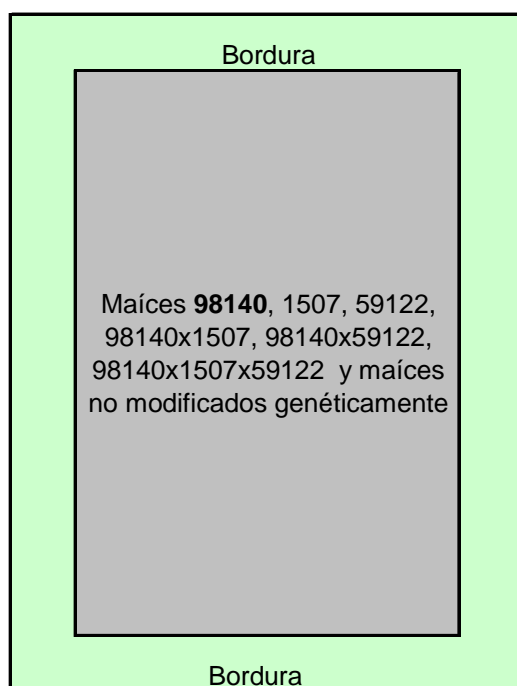 Bordura
Maíces 98140, 1507, 59122,
98140x1507, 98140x59122,
98140x1507x59122 y maíces
no modificados genéticamente
Bordura